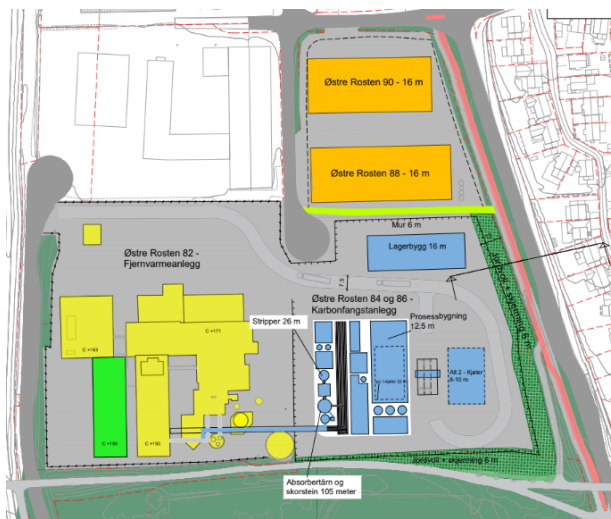 Østre Rosten 90 - 16 m
Østre Rosten 88 - 16 m
Mur 6 m
Østre Rosten 82 -
Fjernvarmeanlegg
Lagerbygg 16 m
7.5
Østre Rosten 84 og 86 -
Karbonfangstanlegg
Stripper 26 m
Prosessbygning
12.5 m
C +171
Alt 2 - Kjøler
8-10 m
C +190
Jordvoll + skjerming 6 m
Absorbertårn og
skorstein 105 meter